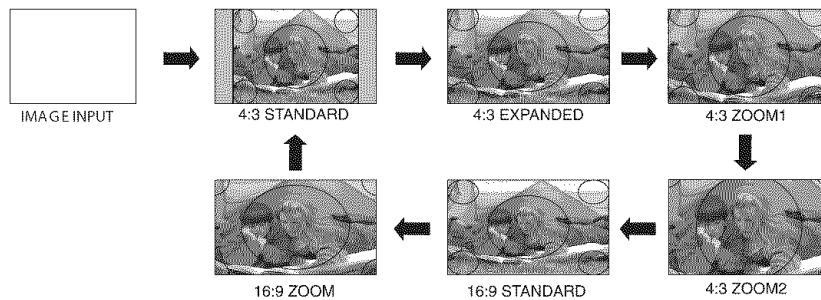 IMAGE INPUT
4:3 STANDARD
4:3 EXPANDED
4:3 ZOOM1
16:9 ZOOM
16:9 STANDARD
4:3 ZOOM2